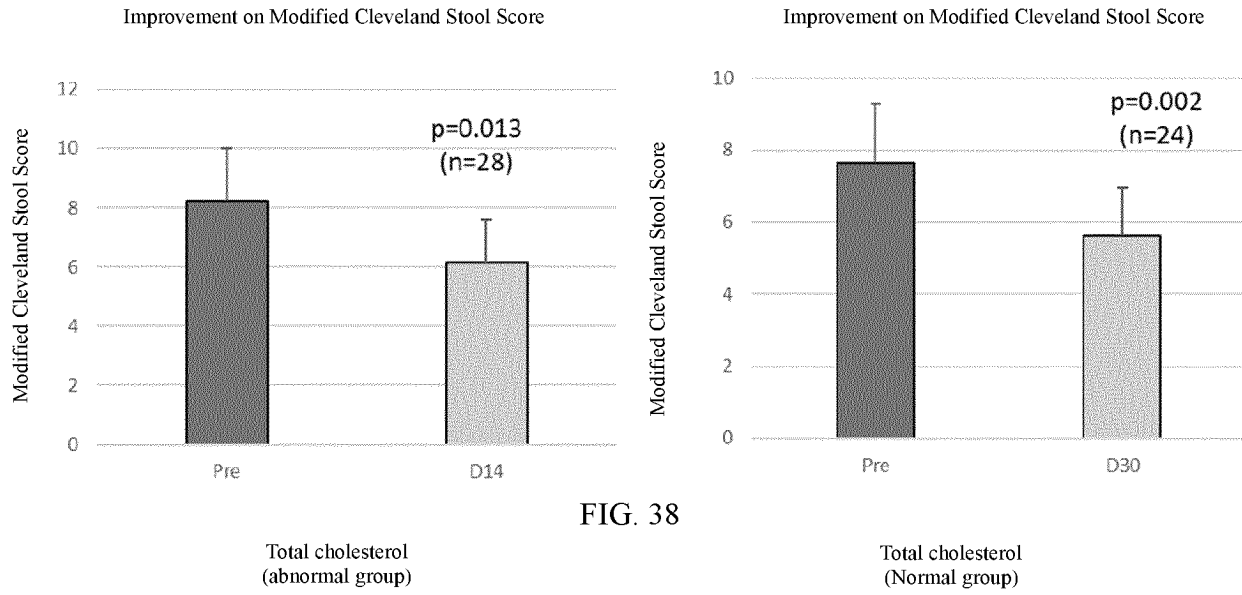 Improvement on Modified Cleveland Stool Score
Modified Cleveland Stool Score
12
10
8
6
4
2
0
p=0.013
(n=28)
Pre
D14
Improvement on Modified Cleveland Stool Score
Modified Cleveland Stool Score
10
8
6
4
2
0
p=0.002
(n=24)
Pre
D30
FIG. 38
Total cholesterol
(abnormal group)
Total cholesterol
(Normal group)